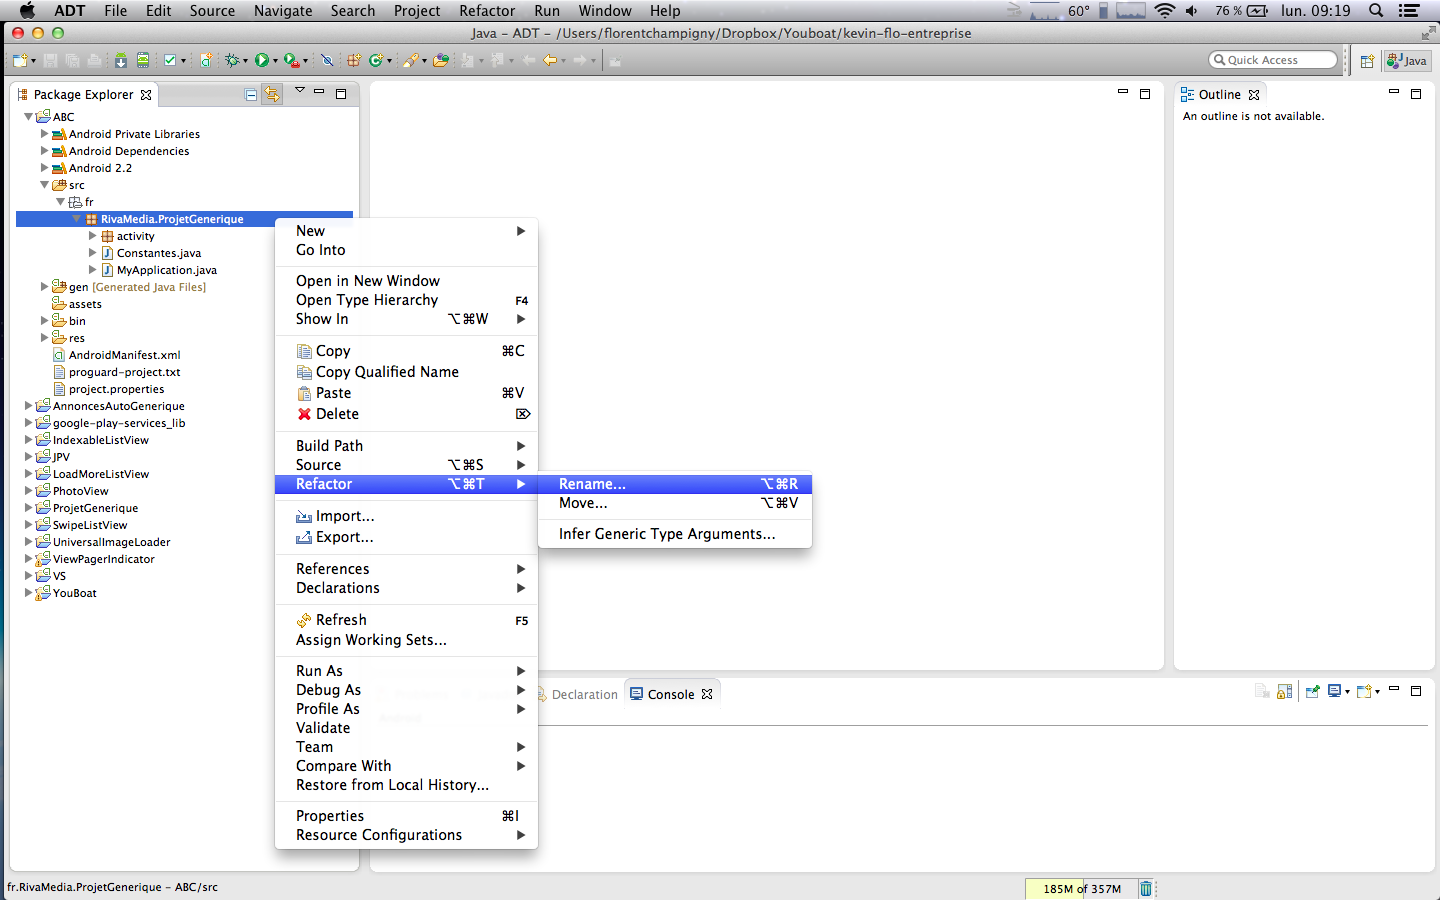 ADT File Edit Source Navigate Search Project Refactor Run Window Help 60° 76 % lun. 09:19
Java – ADT – /Users/florentchampigny/Dropbox/Youboat/kevin-flo-entreprise
Quick Access Java
Package Explorer
Outline
An outline is not available.
ABC
Android Private Libraries
Android Dependencies
Android 2.2
src
fr
RivaMedia.ProjetGenerique
activity
Constantes.java
MyApplication.java
gen [Generated Java Files]
assets
bin
res
AndroidManifest.xml
proguard-project.txt
project.properties
AnnoncesAutoGenerique
google-play-services_lib
IndexableListView
JPV
LoadMoreListView
PhotoView
ProjetGenerique
SwipeListView
UniversalImageLoader
ViewPagerIndicator
VS
YouBoat
New
Go Into
Open in New Window
Open Type Hierarchy F4
Show In ⌥⌘W
Copy ⌘C
Copy Qualified Name
Paste ⌘V
Delete ⌦
Build Path
Source ⌥⌘S
Refactor ⌥⌘T
Import...
Export...
References
Declarations
Refresh F5
Assign Working Sets...
Run As
Debug As
Profile As
Validate
Team
Compare With
Restore from Local History...
Properties ⌘I
Resource Configurations
Rename... ⌥⌘R
Move... ⌥⌘V
Infer Generic Type Arguments...
Declaration Console
fr.RivaMedia.ProjetGenerique – ABC/src
185M of 357M